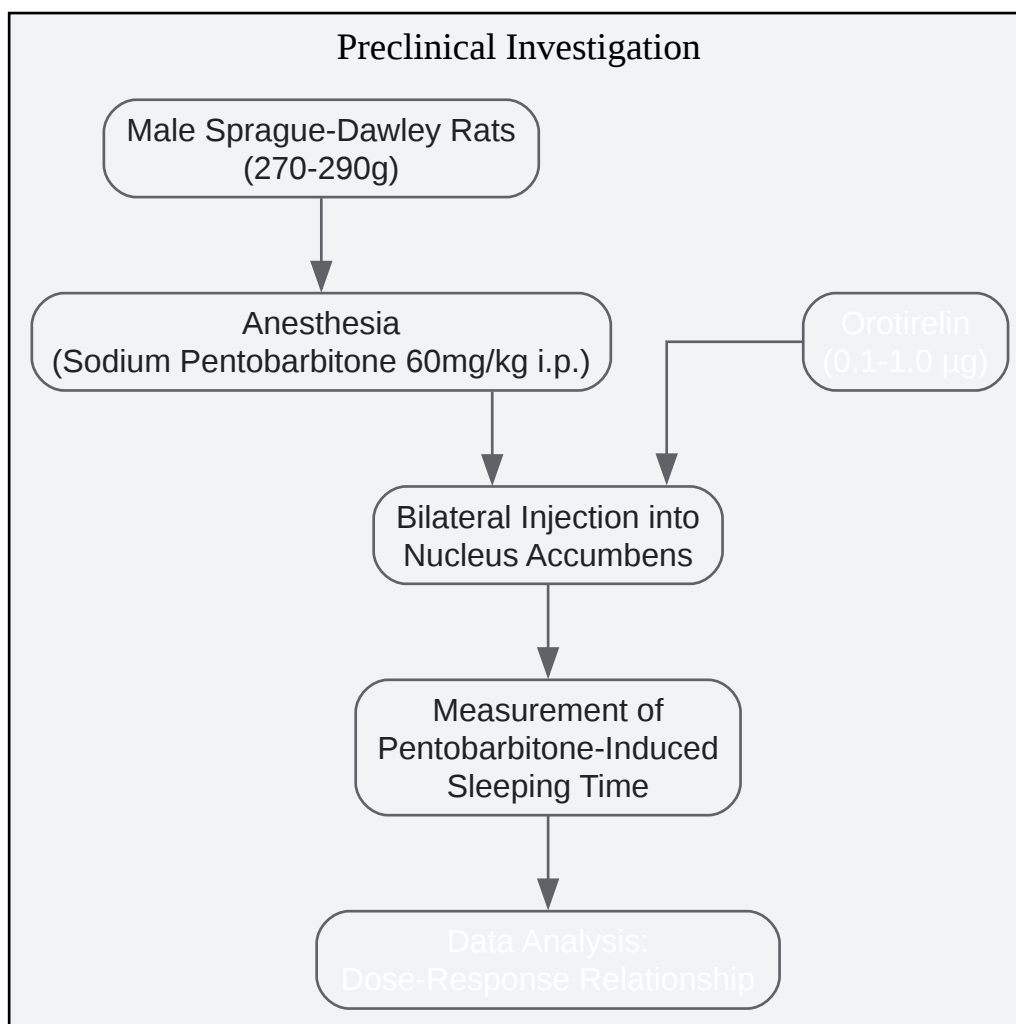 Preclinical Investigation
Male Sprague-Dawley Rats
(270-290g)
Anesthesia
(Sodium Pentobarbitone 60mg/kg i.p.)
Orotirelin
(0.1-1.0 µg)
Bilateral Injection into
Nucleus Accumbens
Measurement of
Pentobarbitone-Induced
Sleeping Time
Data Analysis:
Dose-Response Relationship